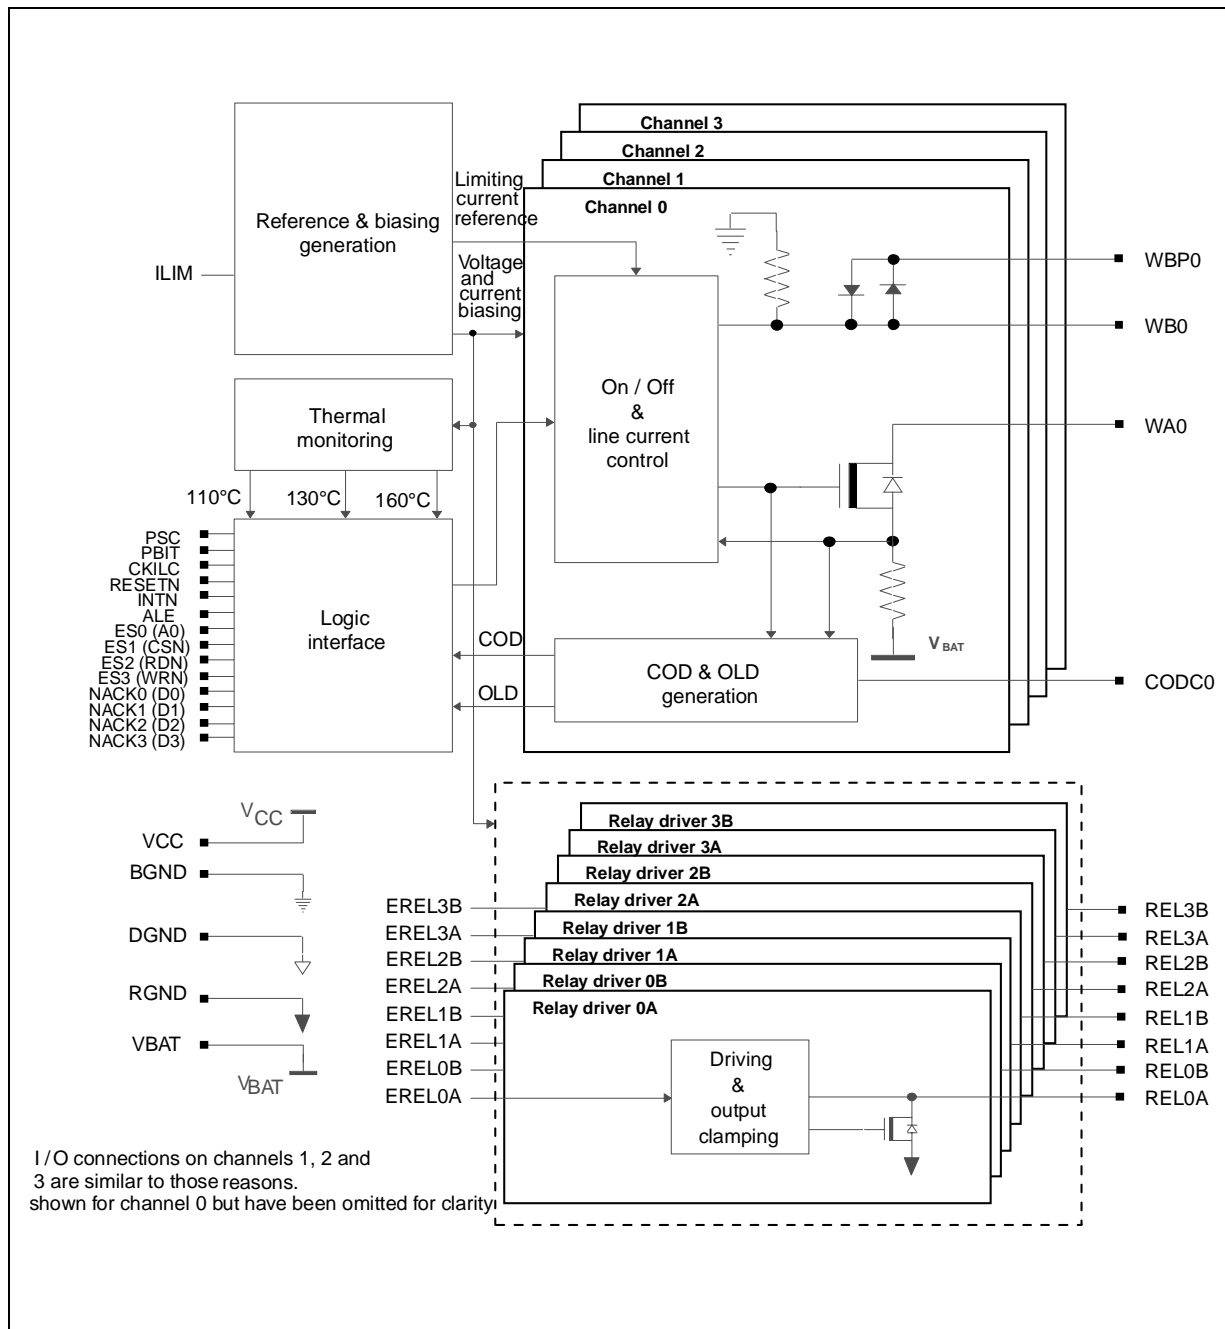 Channel 3
Channel 2
Channel 1
Channel 0
Limiting
current
reference
Reference & biasing
generation
ILIM
Voltage
and
current
biasing
WBP0
WB0
WA0
On / Off
&
line current
control
Thermal
monitoring
110°C
130°C
160°C
PSC
PBIT
CKILC
RESETN
INTN
ALE
ES0 (A0)
ES1 (CSN)
ES2 (RDN)
ES3 (WRN)
NACK0 (D0)
NACK1 (D1)
NACK2 (D2)
NACK3 (D3)
Logic
interface
COD
OLD
COD & OLD
generation
VBAT
CODC0
VCC
VCC
BGND
DGND
RGND
VBAT
VBAT
Relay driver 3B
Relay driver 3A
Relay driver 2B
Relay driver 2A
Relay driver 1B
Relay driver 1A
Relay driver 0B
Relay driver 0A
EREL3B
EREL3A
EREL2B
EREL2A
EREL1B
EREL1A
EREL0B
EREL0A
Driving
&
output
clamping
REL3B
REL3A
REL2B
REL2A
REL1B
REL1A
REL0B
REL0A
I /O connections on channels 1, 2 and
3 are similar to those reasons.
shown for channel 0 but have been omitted for clarity